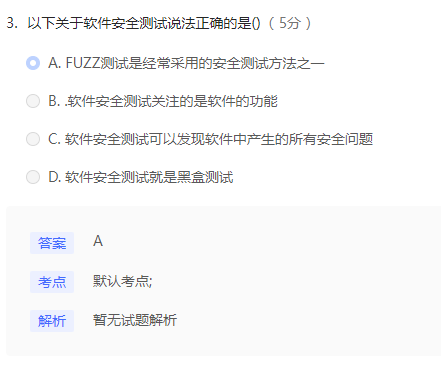 3. 以下关于软件安全测试说法正确的是() （ 5分 ）
A. FUZZ测试是经常采用的安全测试方法之一
B. .软件安全测试关注的是软件的功能
C. 软件安全测试可以发现软件中产生的所有安全问题
D. 软件安全测试就是黑盒测试
答案 A
考点 默认考点;
解析 暂无试题解析